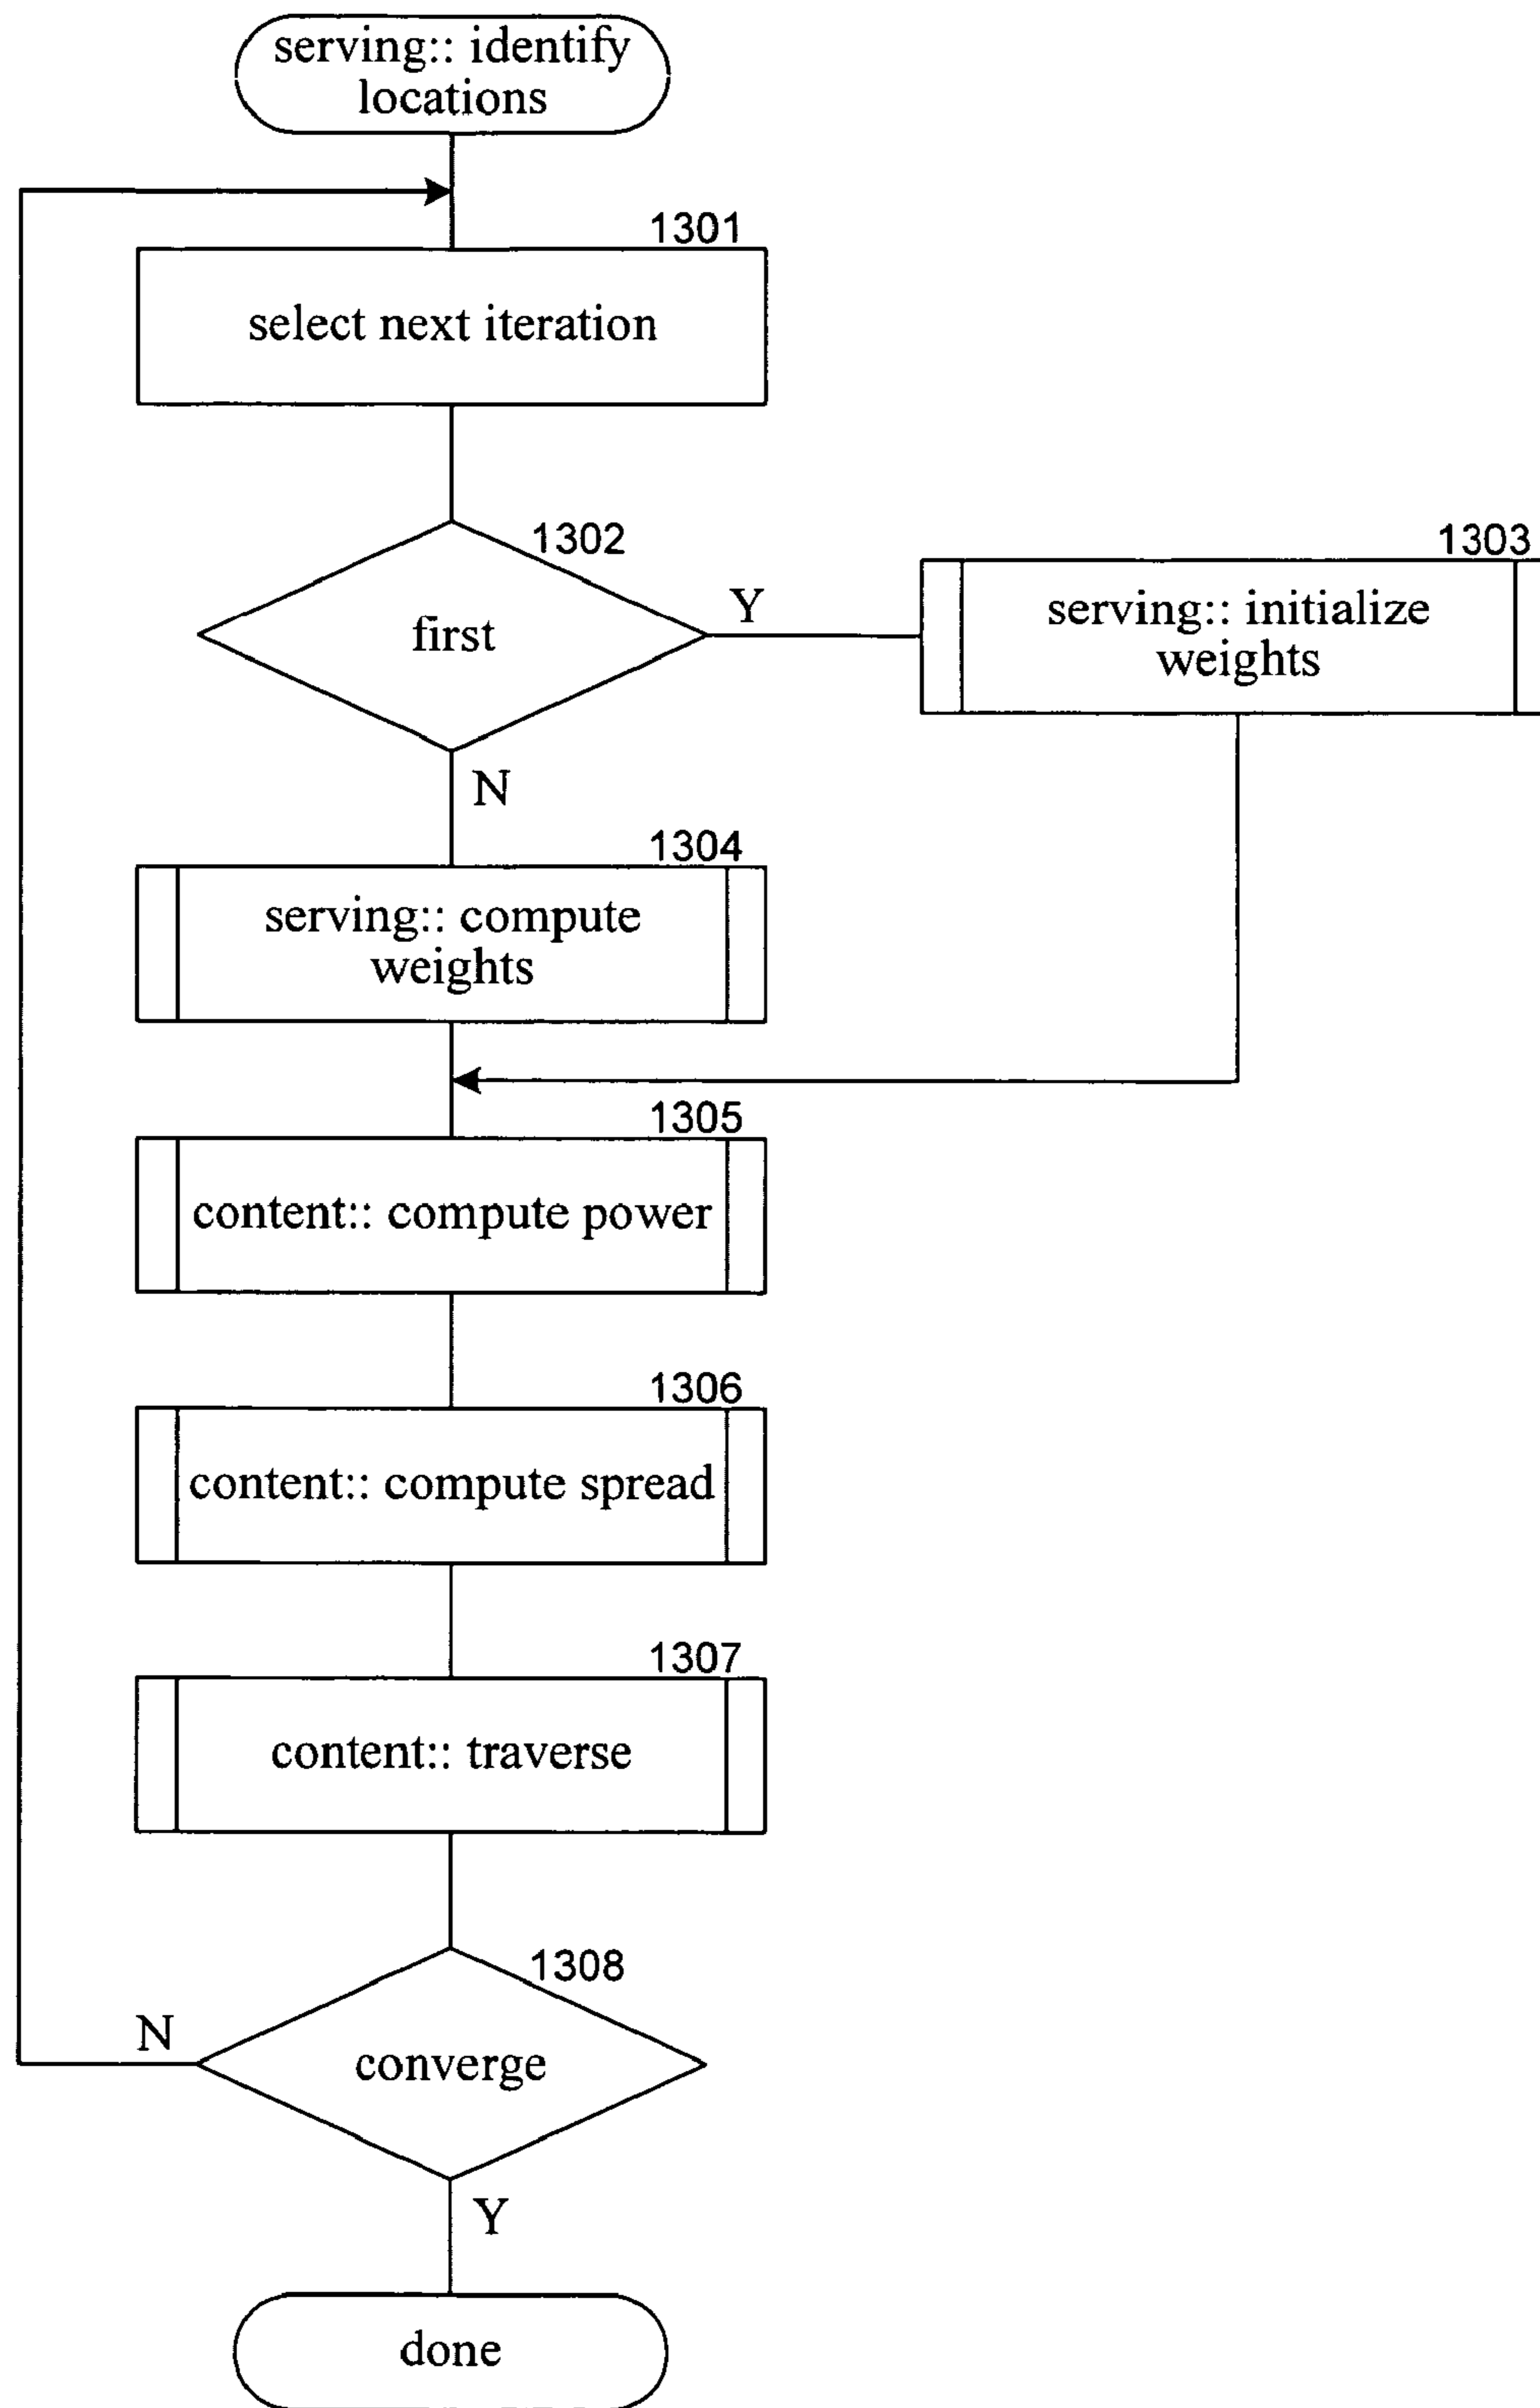 serving:: identify
locations
1301
select next iteration
1302
first
Y
1303
serving:: initialize
weights
N
1304
serving:: compute
weights
1305
content:: compute power
1306
content:: compute spread
1307
content:: traverse
1308
N
converge
Y
done